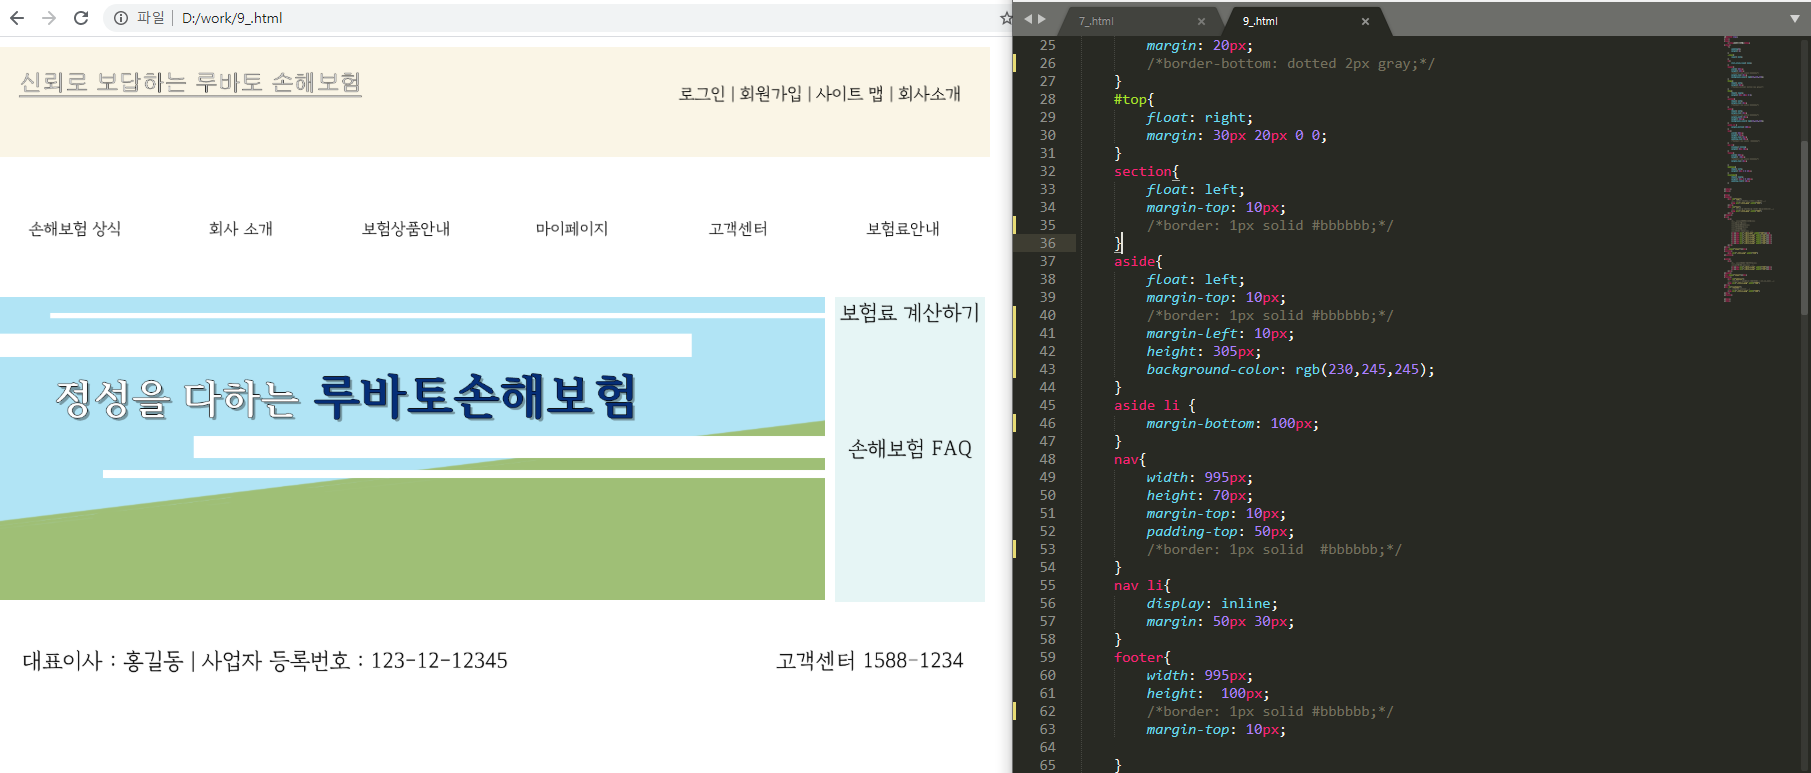 파일 D:/work/9_.html
신뢰로 보답하는 루바토 손해보험
로그인 | 회원가입 | 사이트 맵 | 회사소개
손해보험 상식 회사 소개 보험상품안내 마이페이지 고객센터 보험료안내
정성을 다하는 루바토손해보험
보험료 계산하기
손해보험 FAQ
대표이사 : 홍길동 | 사업자 등록번호 : 123-12-12345 고객센터 1588-1234
7_.html 9_.html
25 margin: 20px;
26 /*border-bottom: dotted 2px gray;*/
27 }
28 #top{
29 float: right;
30 margin: 30px 20px 0 0;
31 }
32 section{
33 float: left;
34 margin-top: 10px;
35 /*border: 1px solid #bbbbbb;*/
36 }
37 aside{
38 float: left;
39 margin-top: 10px;
40 /*border: 1px solid #bbbbbb;*/
41 margin-left: 10px;
42 height: 305px;
43 background-color: rgb(230,245,245);
44 }
45 aside li {
46 margin-bottom: 100px;
47 }
48 nav{
49 width: 995px;
50 height: 70px;
51 margin-top: 10px;
52 padding-top: 50px;
53 /*border: 1px solid  #bbbbbb;*/
54 }
55 nav li{
56 display: inline;
57 margin: 50px 30px;
58 }
59 footer{
60 width: 995px;
61 height:  100px;
62 /*border: 1px solid #bbbbbb;*/
63 margin-top: 10px;
64
65 }